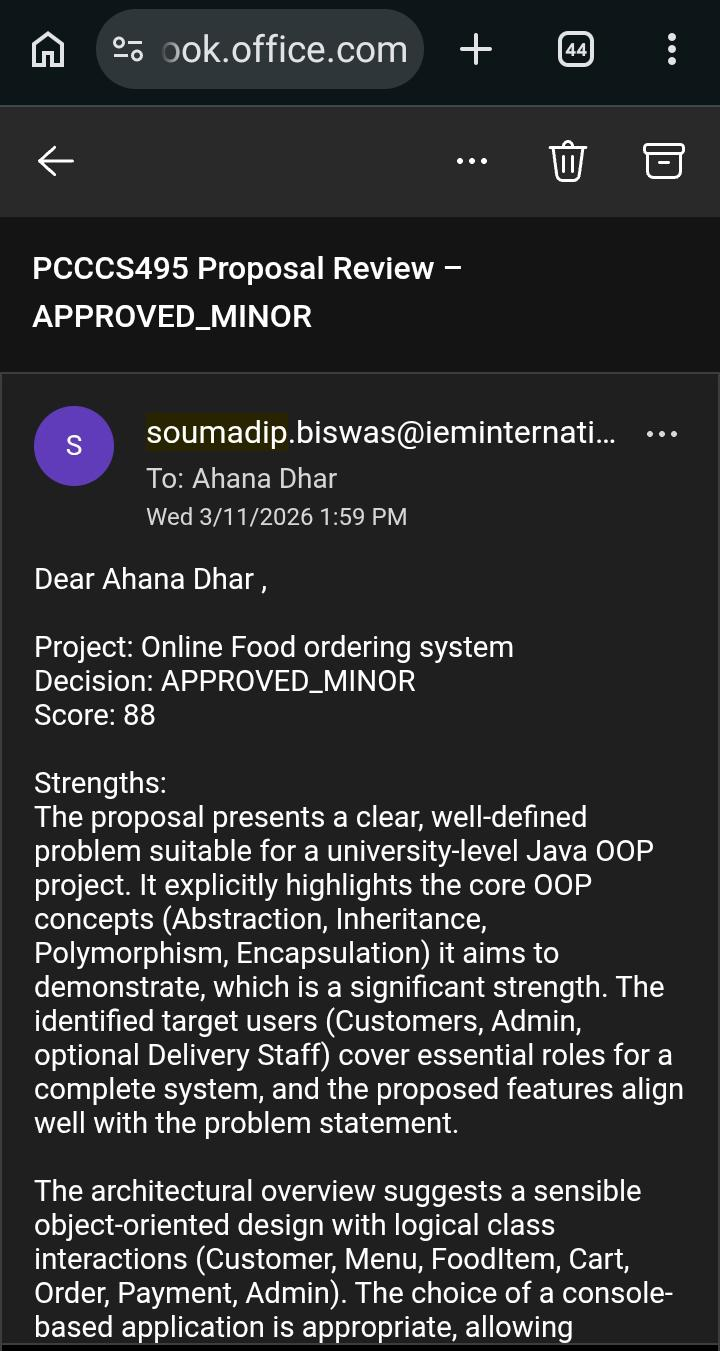 ook.office.com
44
PCCCS495 Proposal Review –
APPROVED_MINOR
S
soumadip.biswas@ieminternati...
To: Ahana Dhar
Wed 3/11/2026 1:59 PM
Dear Ahana Dhar ,
Project: Online Food ordering system
Decision: APPROVED_MINOR
Score: 88
Strengths:
The proposal presents a clear, well-defined
problem suitable for a university-level Java OOP
project. It explicitly highlights the core OOP
concepts (Abstraction, Inheritance,
Polymorphism, Encapsulation) it aims to
demonstrate, which is a significant strength. The
identified target users (Customers, Admin,
optional Delivery Staff) cover essential roles for a
complete system, and the proposed features align
well with the problem statement.
The architectural overview suggests a sensible
object-oriented design with logical class
interactions (Customer, Menu, FoodItem, Cart,
Order, Payment, Admin). The choice of a console-
based application is appropriate, allowing